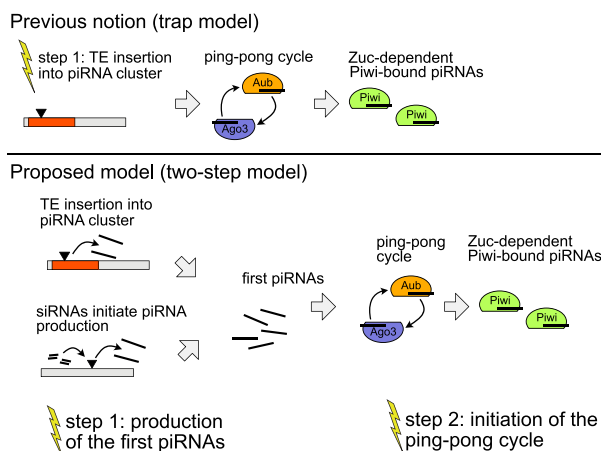 Previous notion (trap model)
step 1: TE insertion
into piRNA cluster
ping-pong cycle
Aub
Ago3
Zuc-dependent
Piwi-bound piRNAs
Piwi
Piwi
Proposed model (two-step model)
TE insertion into
piRNA cluster
siRNAs initiate piRNA
production
first piRNAs
ping-pong
cycle
Aub
Ago3
Zuc-dependent
Piwi-bound piRNAs
Piwi
Piwi
step 1: production
of the first piRNAs
step 2: initiation of the
ping-pong cycle